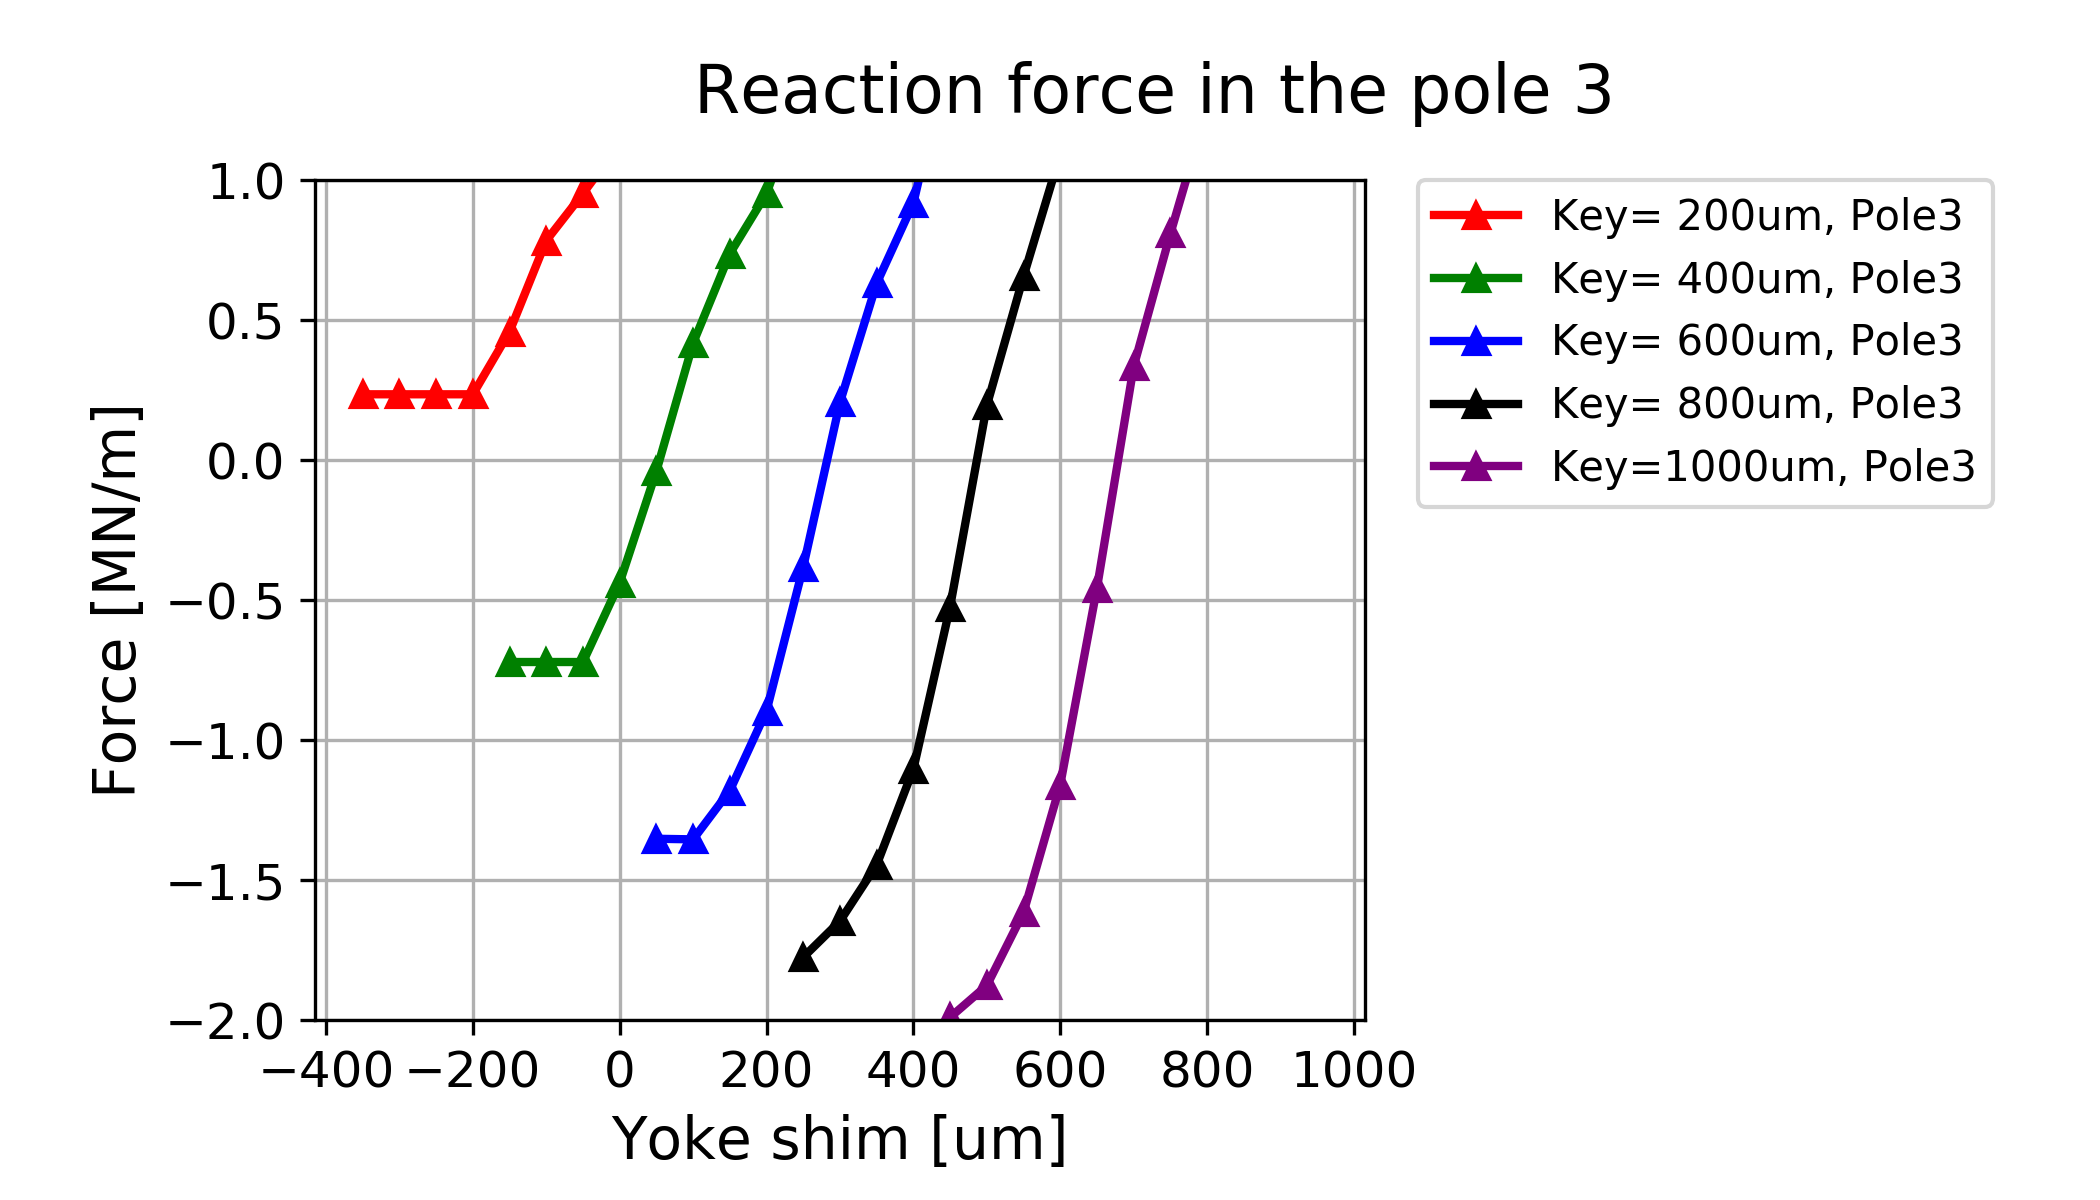 Reaction force in the pole 3
Force [MN/m]
1.0
0.5
0.0
−0.5
−1.0
−1.5
−2.0
−400 −200 0 200 400 600 800 1000
Yoke shim [um]
Key= 200um, Pole3
Key= 400um, Pole3
Key= 600um, Pole3
Key= 800um, Pole3
Key=1000um, Pole3